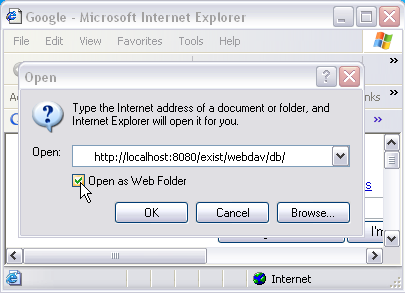 Google - Microsoft Internet Explorer
File Edit View Favorites Tools Help
Open
Type the Internet address of a document or folder, and
Internet Explorer will open it for you.
Open: http://localhost:8080/exist/webdav/db/
Open as Web Folder
OK Cancel Browse...
I'm
Internet